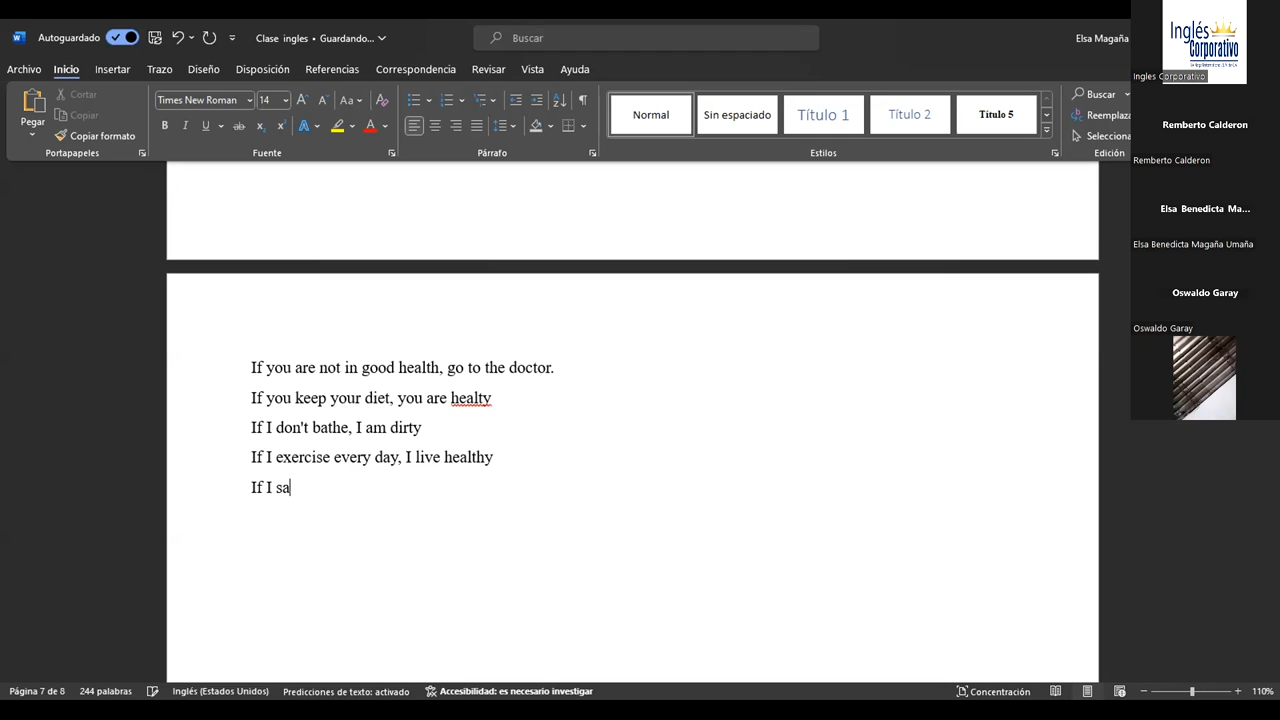 Autoguardado
Clase ingles • Guardando...
Buscar
Elsa Magaña
Archivo Inicio Insertar Trazo Diseño Disposición Referencias Correspondencia Revisar Vista Ayuda
Pegar
Cortar
Copiar
Copiar formato
Portapapeles
Times New Roman 14
Fuente
Párrafo
Normal
Sin espaciado
Título 1
Título 2
Título 5
Estilos
Buscar
Reemplaza
Selecciona
Edición
Inglés
Corporativo
Ingles Corporativo
Remberto Calderon
Remberto Calderon
Elsa Benedicta Ma...
Elsa Benedicta Magaña Umaña
Oswaldo Garay
Oswaldo Garay
If you are not in good health, go to the doctor.
If you keep your diet, you are healty
If I don't bathe, I am dirty
If I exercise every day, I live healthy
If I sa
Página 7 de 8 244 palabras Inglés (Estados Unidos) Predicciones de texto: activado Accesibilidad: es necesario investigar Concentración 110%